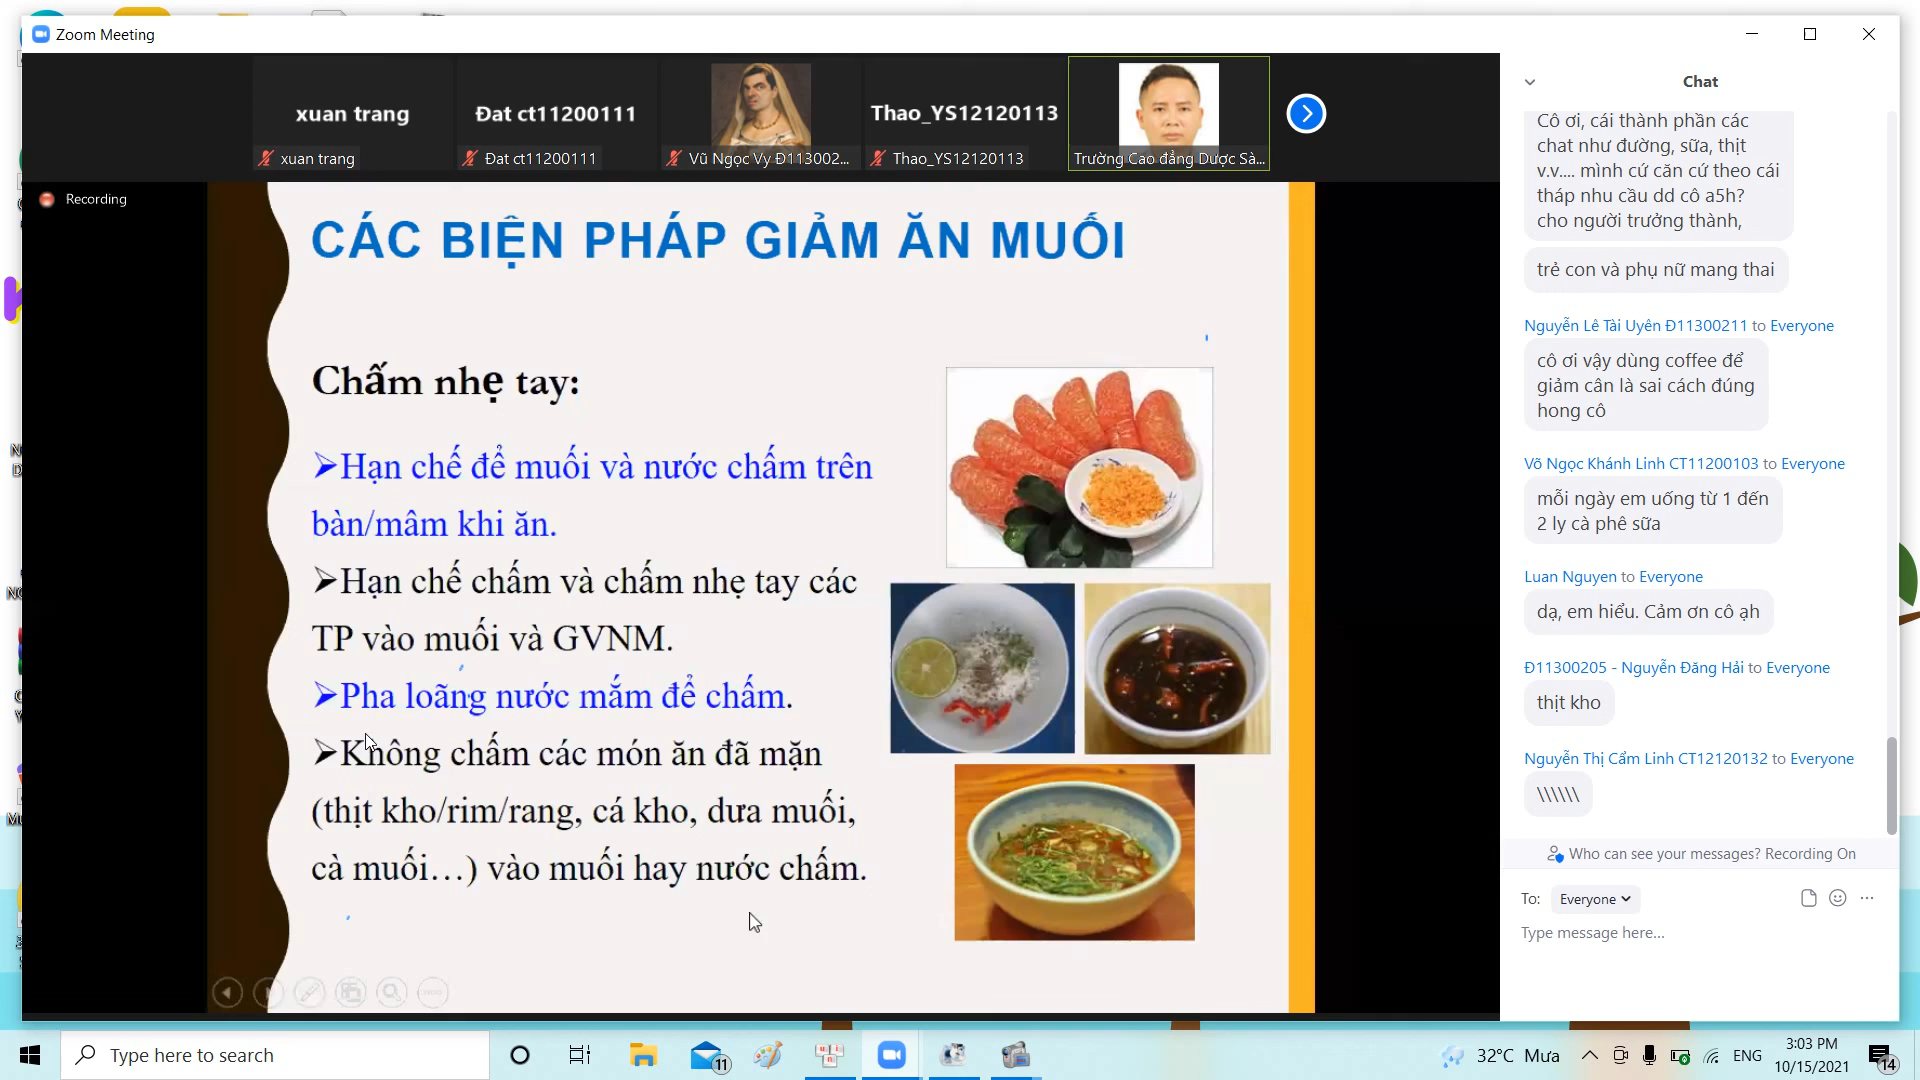 Zoom Meeting
xuan trang
Đat ct11200111
Thao_YS12120113
xuan trang
Đat ct11200111
Vũ Ngọc Vy Đ113002...
Thao_YS12120113
Trường Cao đẳng Dược Sà...
Recording
CÁC BIỆN PHÁP GIẢM ĂN MUỐI
Chấm nhẹ tay:
➢Hạn chế để muối và nước chấm trên
bàn/mâm khi ăn.
➢Hạn chế chấm và chấm nhẹ tay các
TP vào muối và GVNM.
➢Pha loãng nước mắm để chấm.
➢Không chấm các món ăn đã mặn
(thịt kho/rim/rang, cá kho, dưa muối,
cà muối…) vào muối hay nước chấm.
Chat
Cô ơi, cái thành phần các
chat như đường, sữa, thịt
v.v.... mình cứ căn cứ theo cái
tháp nhu cầu dd cô a5h?
cho người trưởng thành,
trẻ con và phụ nữ mang thai
Nguyễn Lê Tài Uyên Đ11300211 to Everyone
cô ơi vậy dùng coffee để
giảm cân là sai cách đúng
hong cô
Võ Ngọc Khánh Linh CT11200103 to Everyone
mỗi ngày em uống từ 1 đến
2 ly cà phê sữa
Luan Nguyen to Everyone
dạ, em hiểu. Cảm ơn cô ạh
Đ11300205 - Nguyễn Đăng Hải to Everyone
thịt kho
Nguyễn Thị Cẩm Linh CT12120132 to Everyone
\\\\\\
Who can see your messages? Recording On
To: Everyone
Type message here...
Type here to search
11
32°C Mưa
ENG
3:03 PM
10/15/2021
14